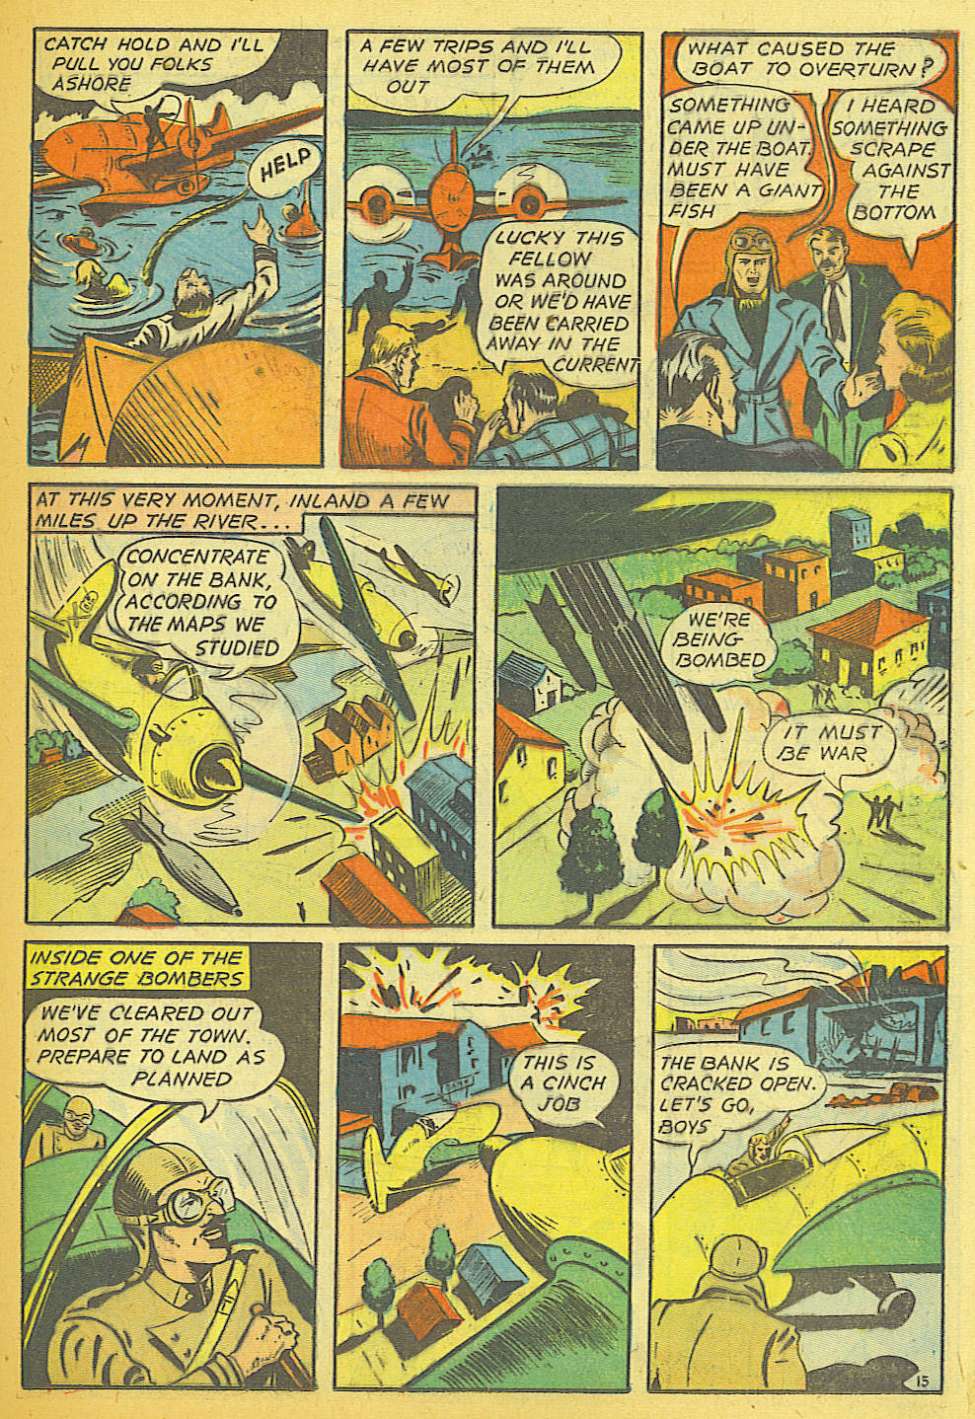 CATCH HOLD AND I'LL
PULL YOU FOLKS
ASHORE
HELP
A FEW TRIPS AND I'LL
HAVE MOST OF THEM
OUT
LUCKY THIS
FELLOW
WAS AROUND
OR WE'D HAVE
BEEN CARRIED
AWAY IN THE
CURRENT
WHAT CAUSED THE
BOAT TO OVERTURN?
SOMETHING
CAME UP UN-
DER THE BOAT.
MUST HAVE
BEEN A GIANT
FISH
I HEARD
SOMETHING
SCRAPE
AGAINST
THE
BOTTOM
AT THIS VERY MOMENT, INLAND A FEW
MILES UP THE RIVER...
CONCENTRATE
ON THE BANK,
ACCORDING TO
THE MAPS WE
STUDIED
WE'RE
BEING
BOMBED
IT MUST
BE WAR
INSIDE ONE OF THE
STRANGE BOMBERS
WE'VE CLEARED OUT
MOST OF THE TOWN.
PREPARE TO LAND AS
PLANNED
BANK
THIS IS
A CINCH
JOB
THE BANK IS
CRACKED OPEN.
LET'S GO,
BOYS
15